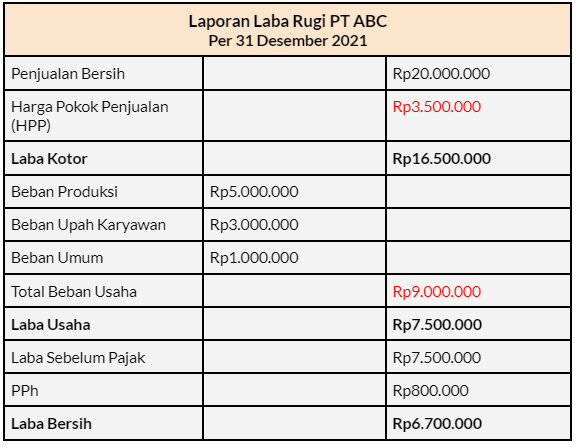 Laporan Laba Rugi PT ABC
Per 31 Desember 2021
Penjualan Bersih Rp20.000.000
Harga Pokok Penjualan Rp3.500.000
(HPP)
Laba Kotor Rp16.500.000
Beban Produksi Rp5.000.000
Beban Upah Karyawan Rp3.000.000
Beban Umum Rp1.000.000
Total Beban Usaha Rp9.000.000
Laba Usaha Rp7.500.000
Laba Sebelum Pajak Rp7.500.000
PPh Rp800.000
Laba Bersih Rp6.700.000